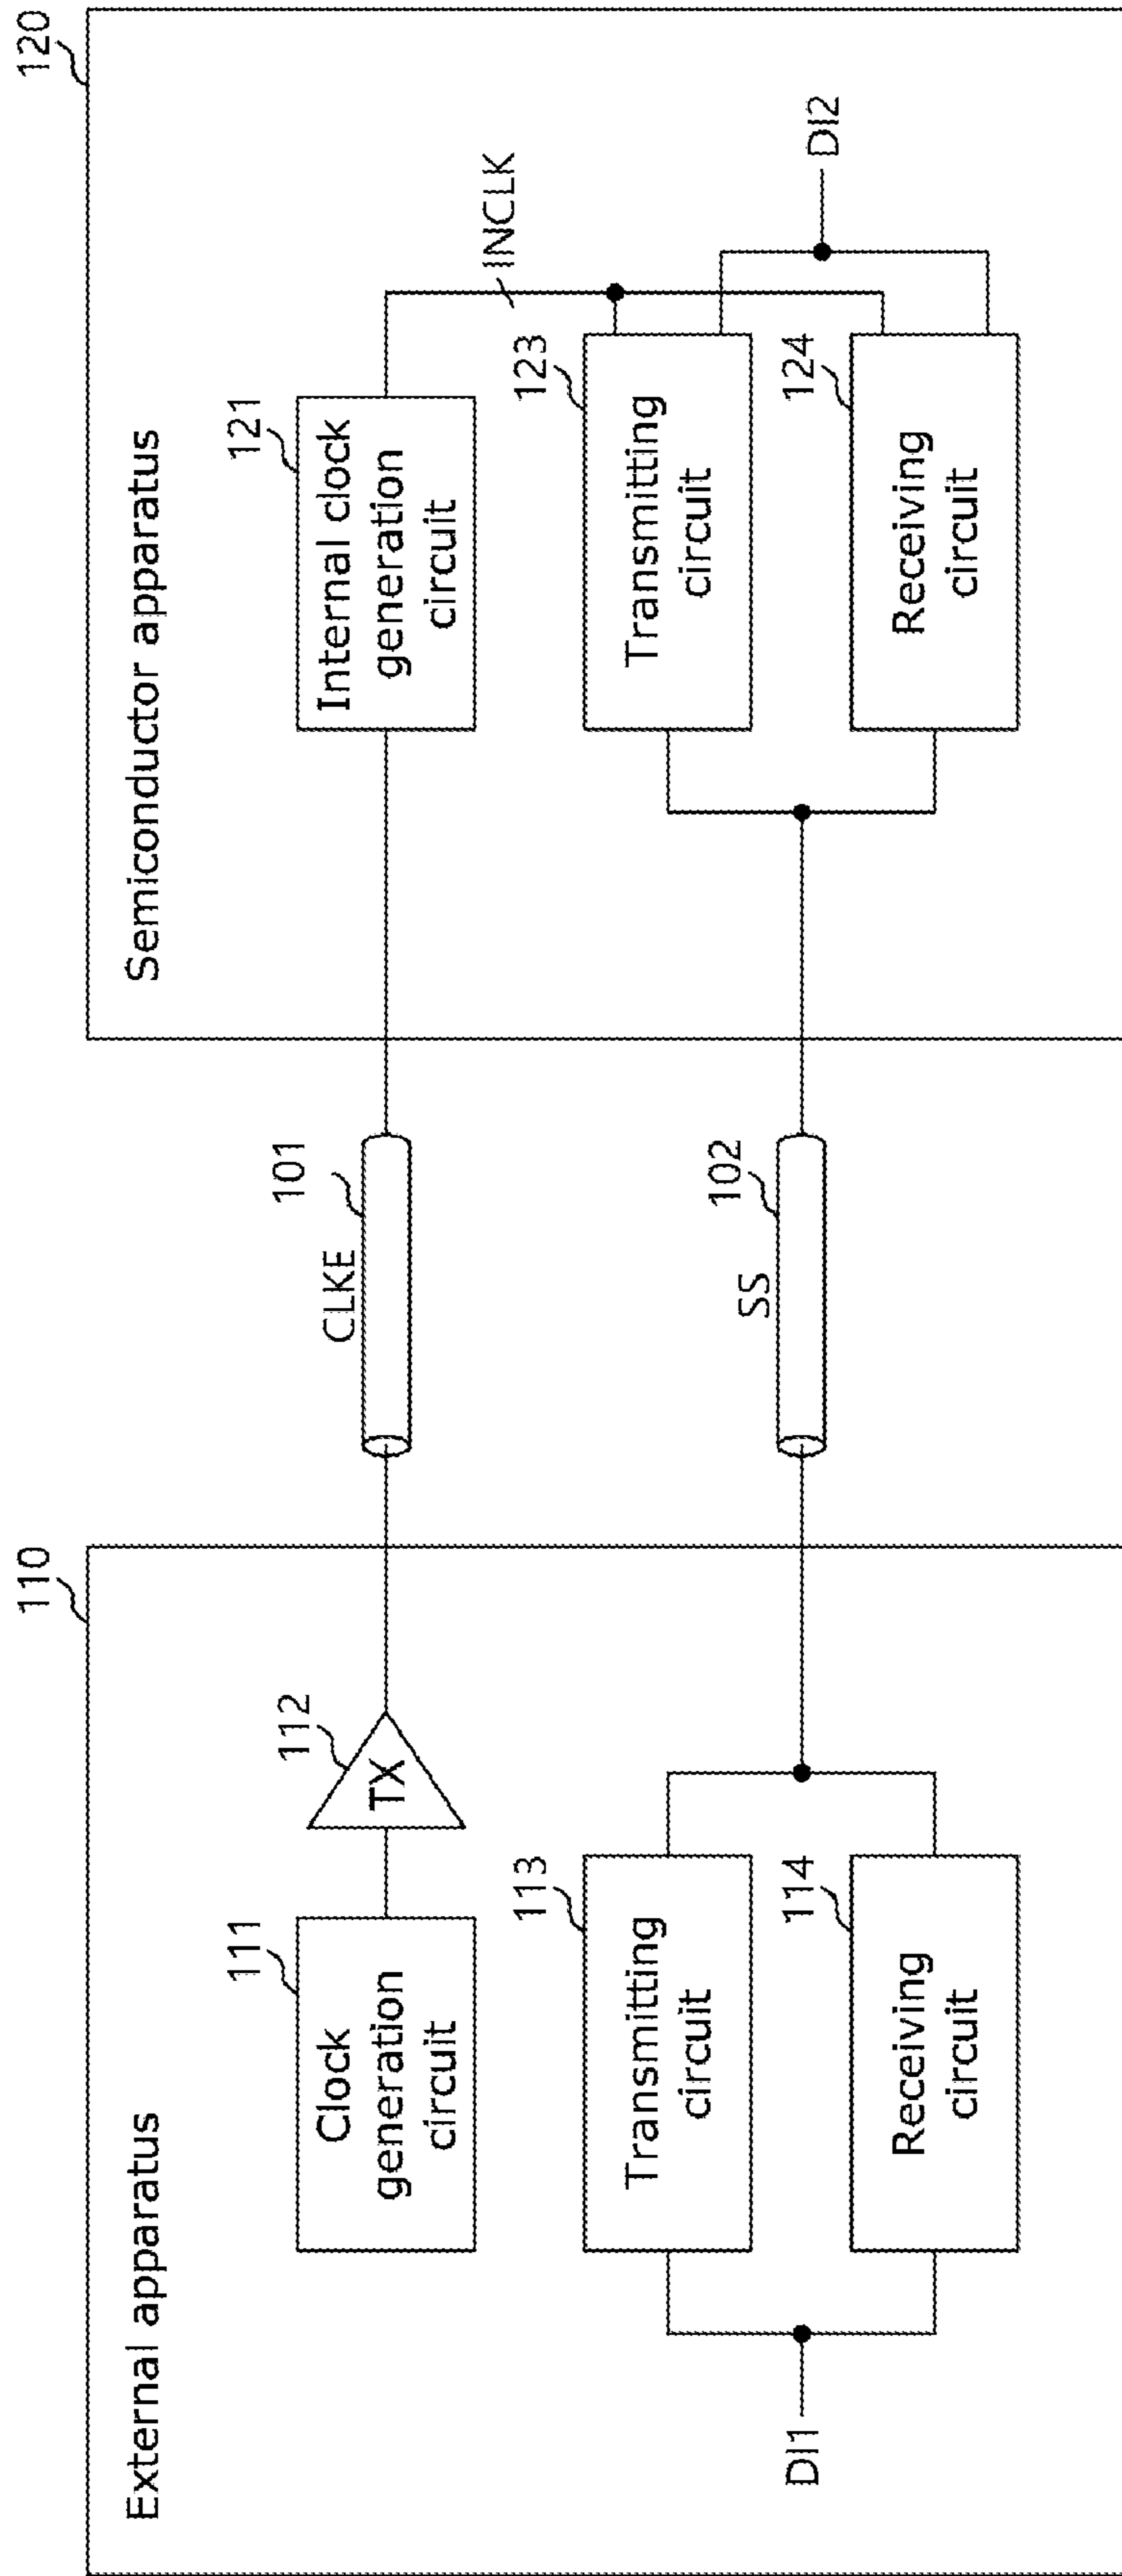 110
External apparatus
111
Clock
generation
circuit
112
TX
113
Transmitting
circuit
114
Receiving
circuit
DI1
101
CLKE
102
SS
120
Semiconductor apparatus
121
Internal clock
generation
circuit
INCLK
123
Transmitting
circuit
124
Receiving
circuit
DI2